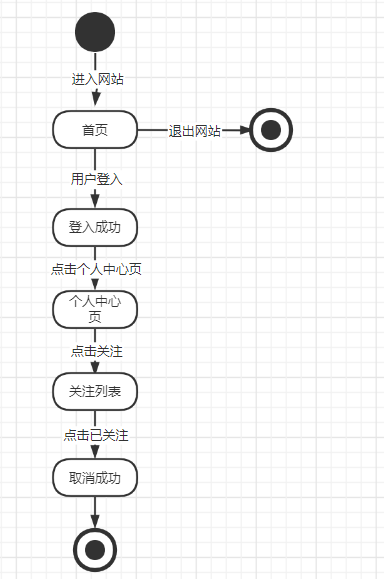 进入网站
首页
退出网站
用户登入
登入成功
点击个人中心页
个人中心
页
点击关注
关注列表
点击已关注
取消成功